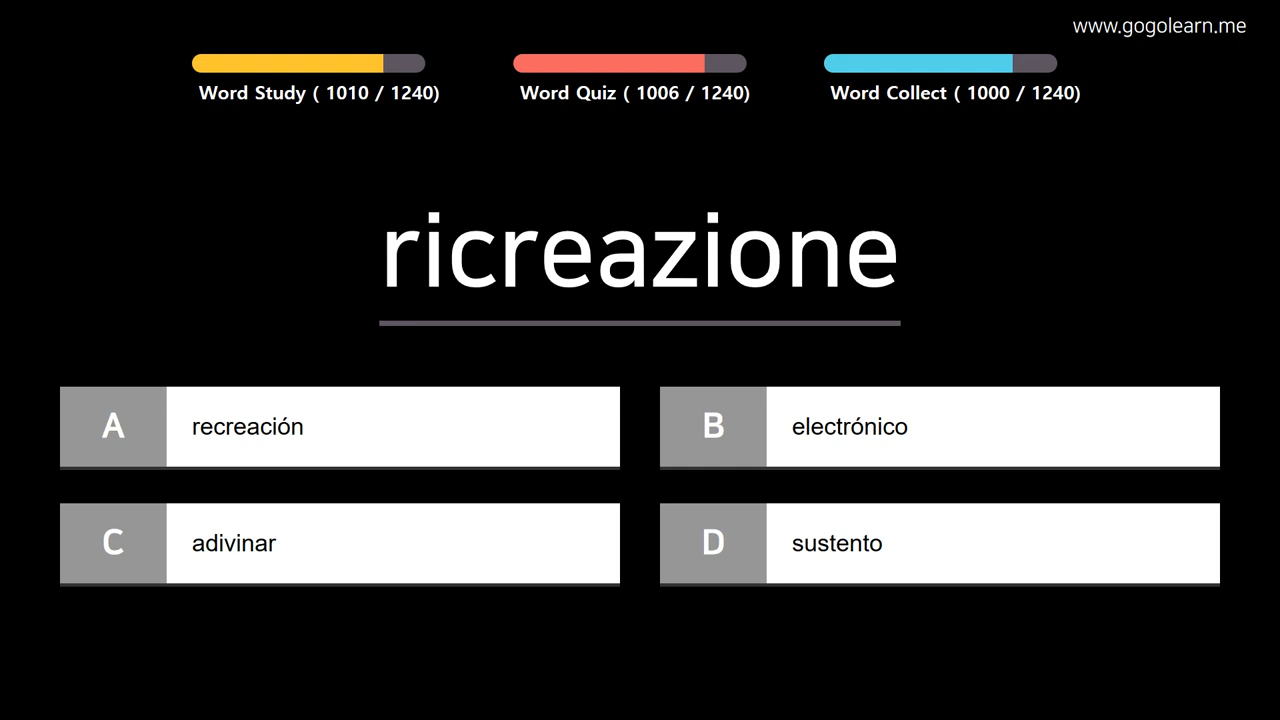 www.gogolearn.me
Word Study ( 1010 / 1240)
Word Quiz ( 1006 / 1240)
Word Collect ( 1000 / 1240)
ricreazione
A recreación
B electrónico
C adivinar
D sustento